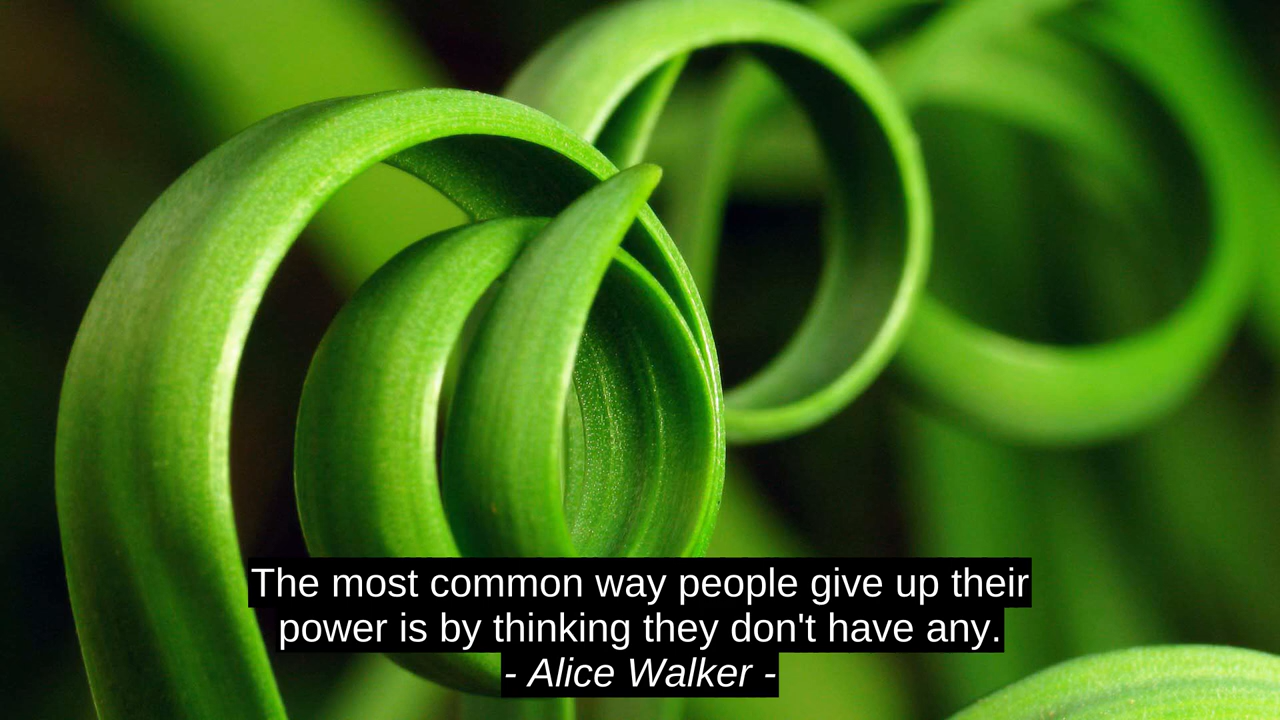 The most common way people give up their
power is by thinking they don't have any.
- Alice Walker -